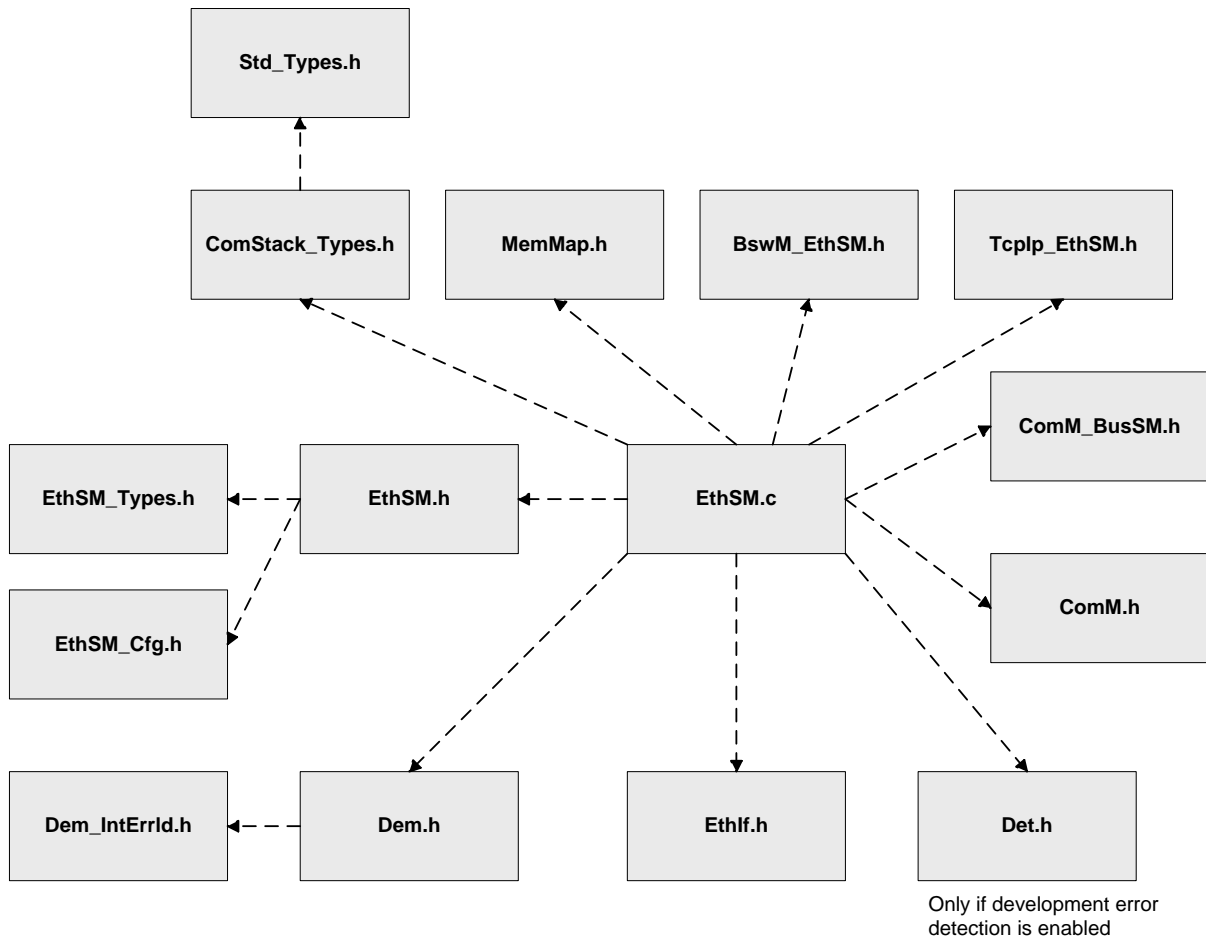 Std_Types.h
ComStack_Types.h
MemMap.h
BswM_EthSM.h
TcpIp_EthSM.h
ComM_BusSM.h
EthSM_Types.h
EthSM.h
EthSM.c
ComM.h
EthSM_Cfg.h
Dem_IntErrId.h
Dem.h
EthIf.h
Det.h
Only if development error
detection is enabled